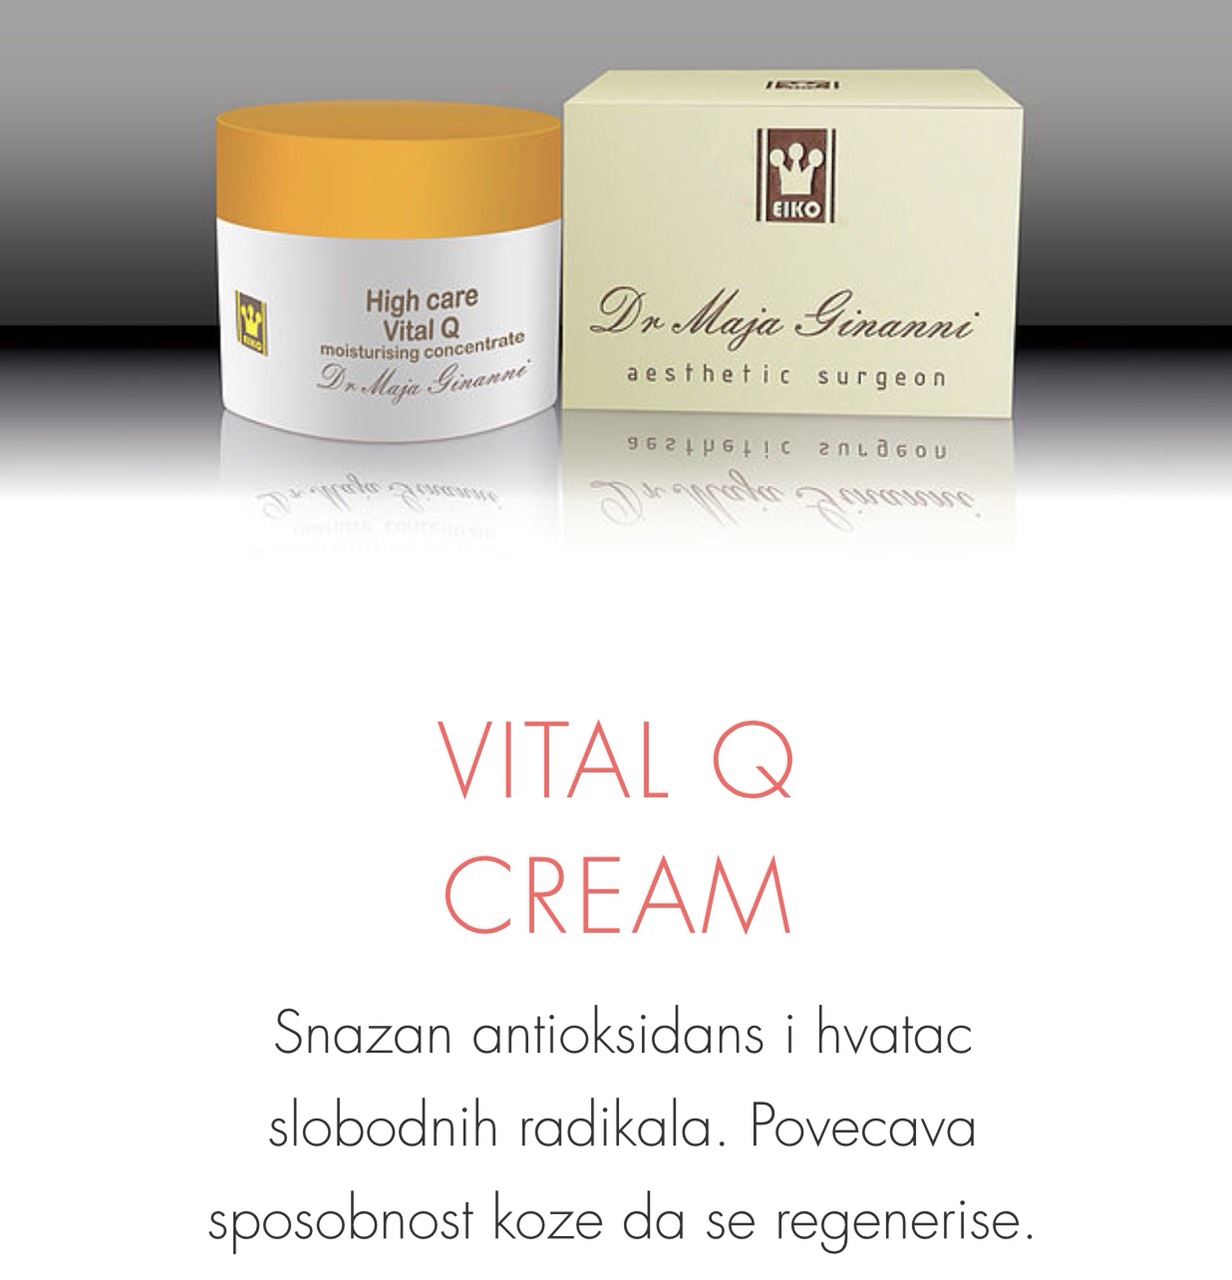 EIKO
High care
Vital Q
moisturising concentrate
Dr Maja Ginanni
EIKO
Dr Maja Ginanni
aesthetic surgeon
VITAL Q
CREAM
Snazan antioksidans i hvatac
slobodnih radikala. Povecava
sposobnost koze da se regenerise.